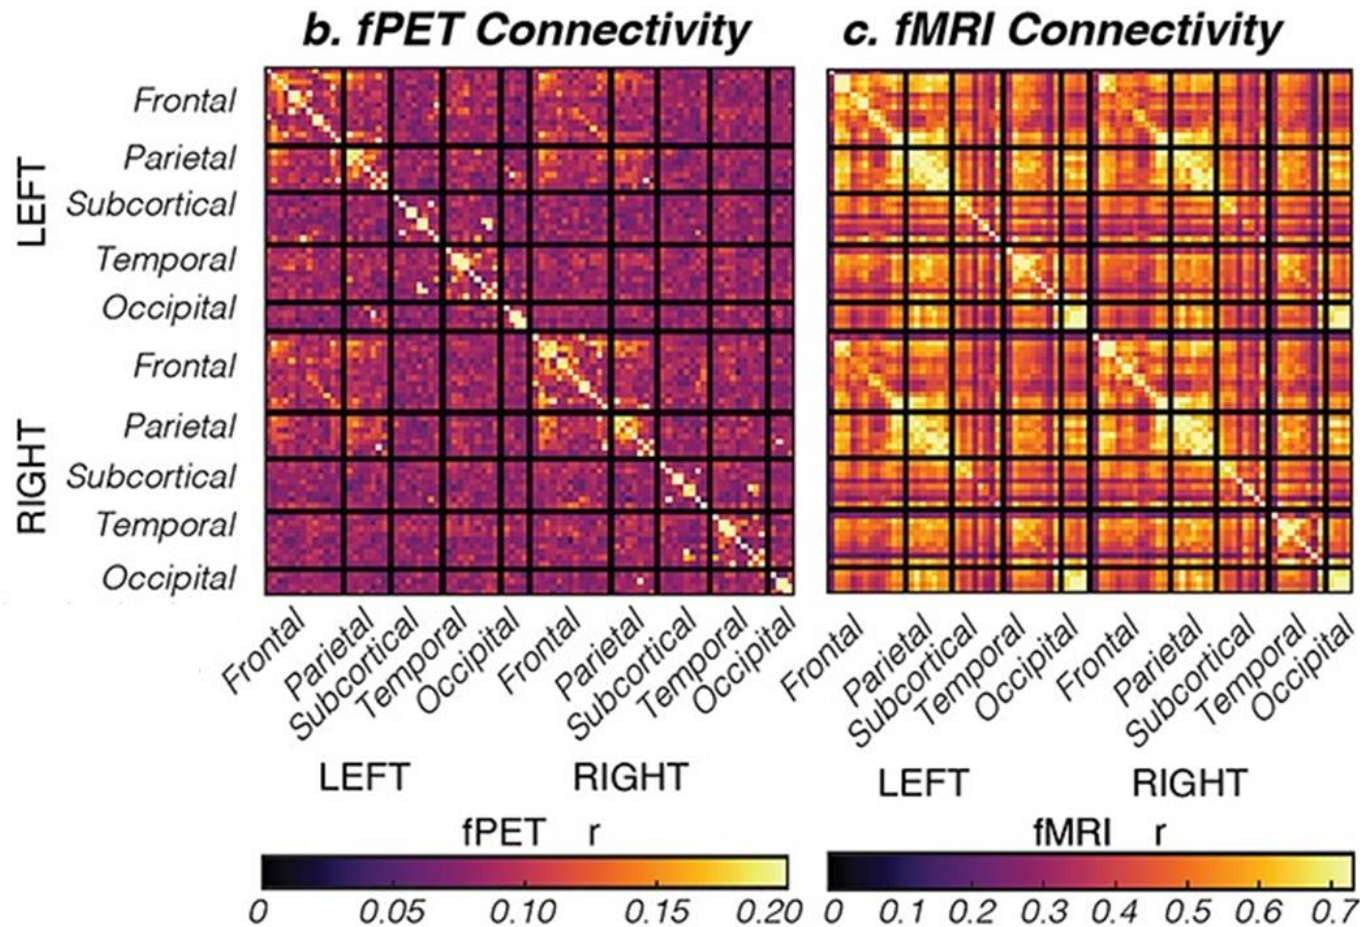 b. fPET Connectivity
c. fMRI Connectivity
LEFT
Frontal
Parietal
Subcortical
Temporal
Occipital
RIGHT
Frontal
Parietal
Subcortical
Temporal
Occipital
Frontal
Parietal
Subcortical
Temporal
Occipital
Frontal
Parietal
Subcortical
Temporal
Occipital
LEFT RIGHT
fPET r
0 0.05 0.10 0.15 0.20
Frontal
Parietal
Subcortical
Temporal
Occipital
Frontal
Parietal
Subcortical
Temporal
Occipital
LEFT RIGHT
fMRI r
0 0.1 0.2 0.3 0.4 0.5 0.6 0.7